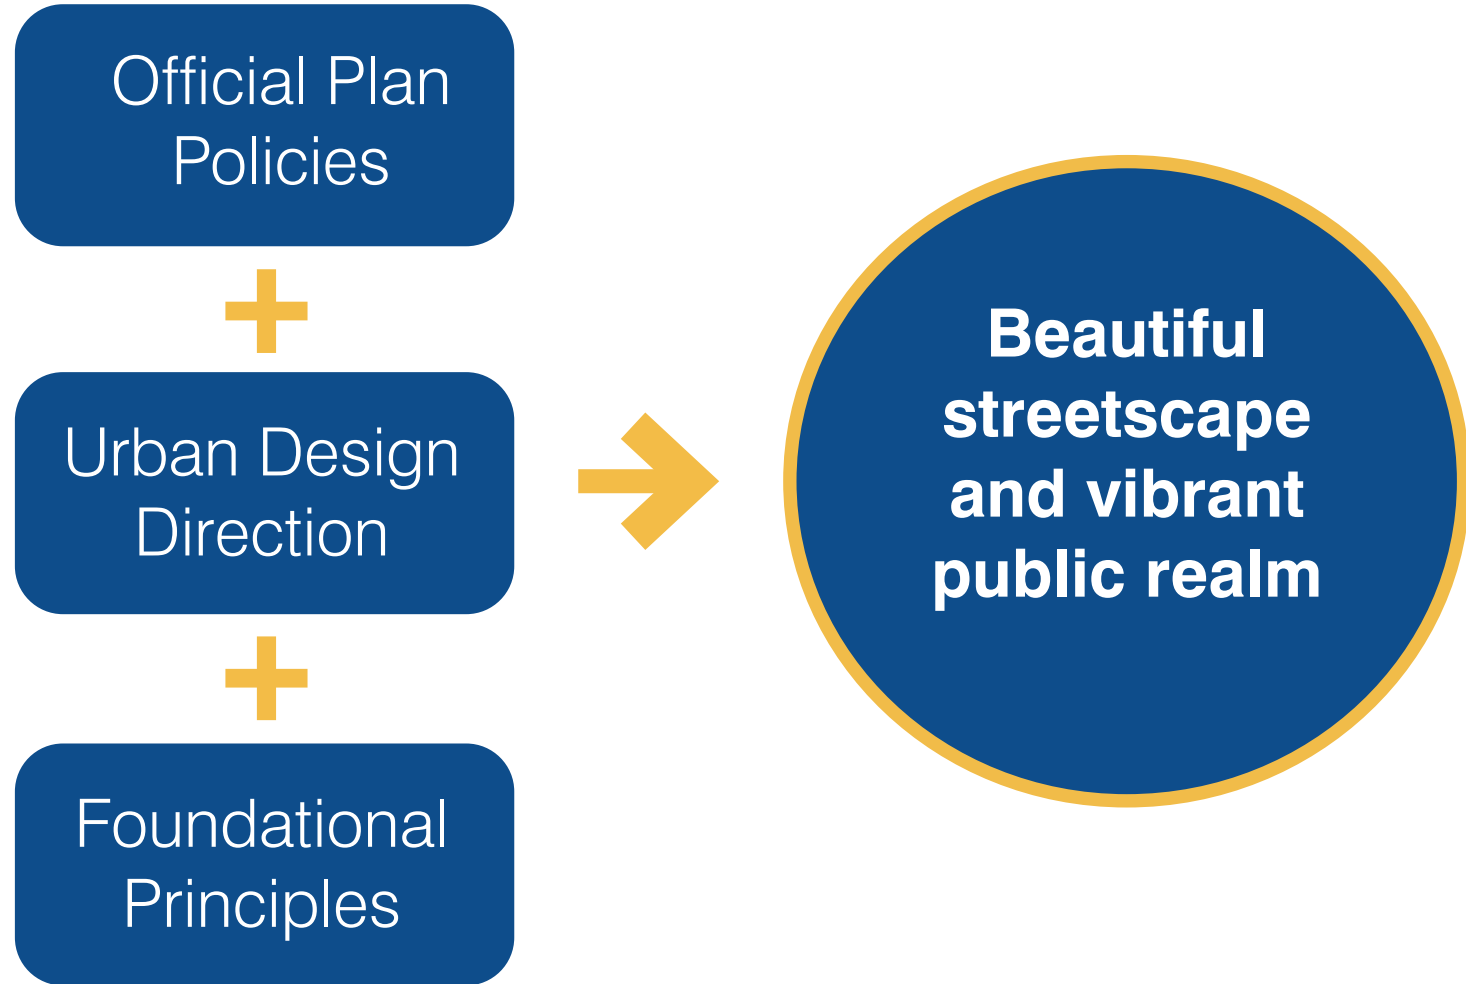 Official Plan
Policies
Urban Design
Direction
Foundational
Principles
Beautiful
streetscape
and vibrant
public realm